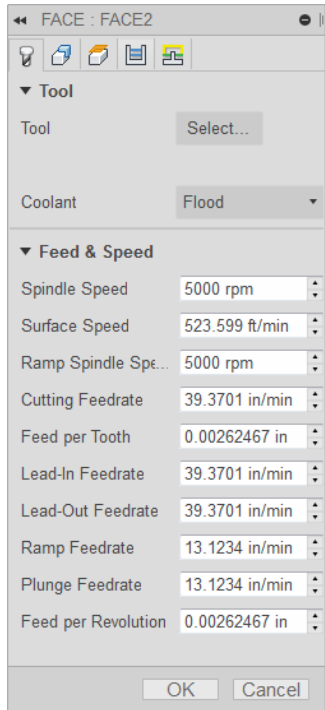 FACE : FACE2
Tool
Tool Select...
Coolant Flood
Feed & Speed
Spindle Speed 5000 rpm
Surface Speed 523.599 ft/min
Ramp Spindle Spe... 5000 rpm
Cutting Feedrate 39.3701 in/min
Feed per Tooth 0.00262467 in
Lead-In Feedrate 39.3701 in/min
Lead-Out Feedrate 39.3701 in/min
Ramp Feedrate 13.1234 in/min
Plunge Feedrate 13.1234 in/min
Feed per Revolution 0.00262467 in
OK Cancel